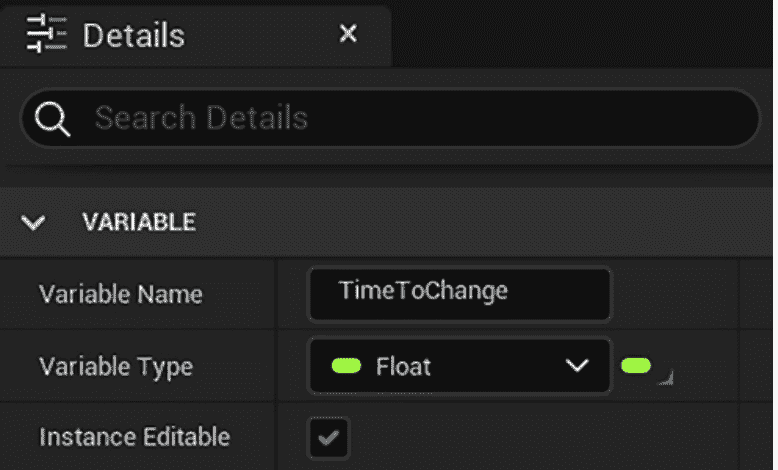 Details
Search Details
VARIABLE
Variable Name TimeToChange
Variable Type Float
Instance Editable